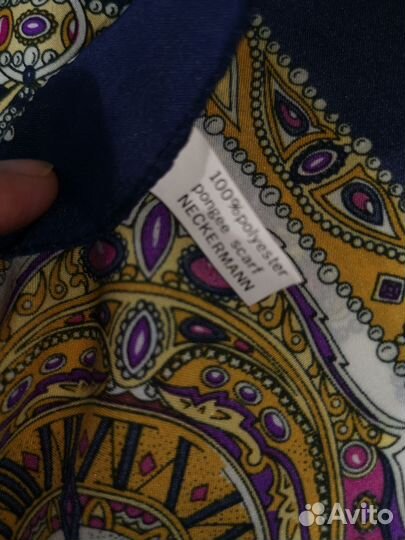 100% polyester
pongee scarf
NECKERMANN
Avito